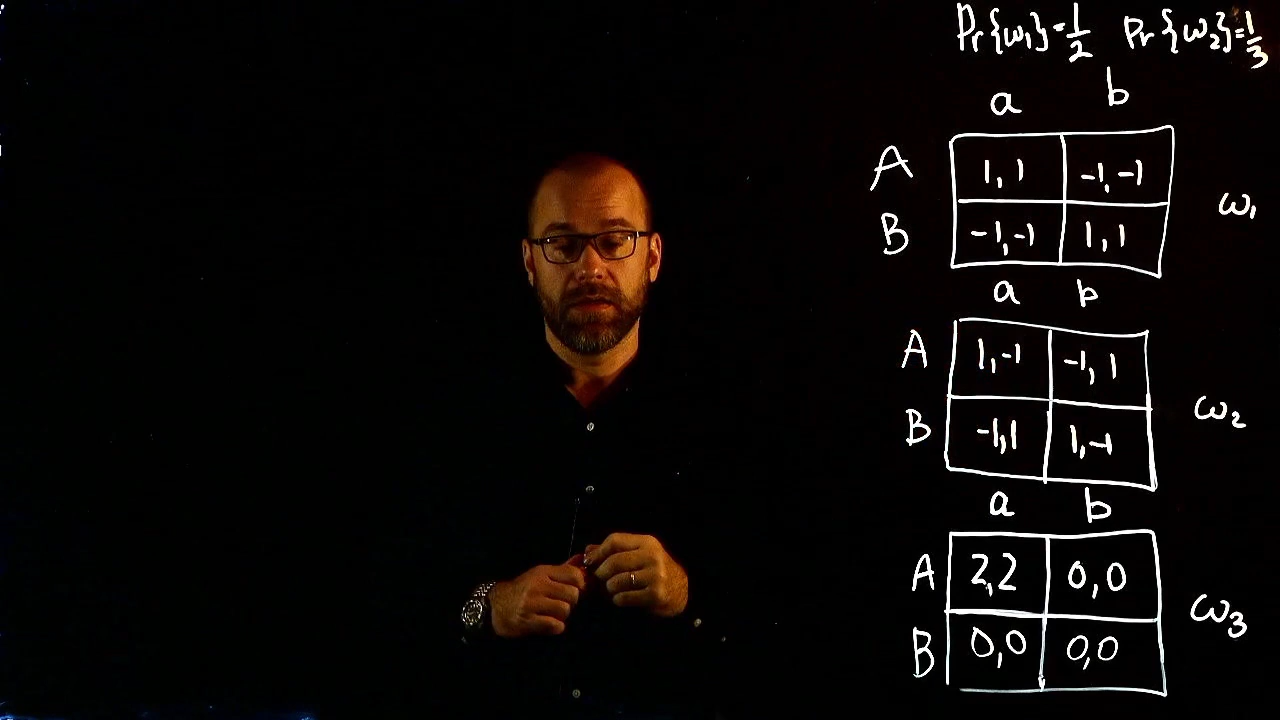 Pr{ω₁}=1/2 Pr{ω₂}=1/3
a b
A 1,1 -1,-1
ω₁
B -1,-1 1,1
a b
A 1,-1 -1,1
ω₂
B -1,1 1,-1
a b
A 2,2 0,0
ω₃
B 0,0 0,0